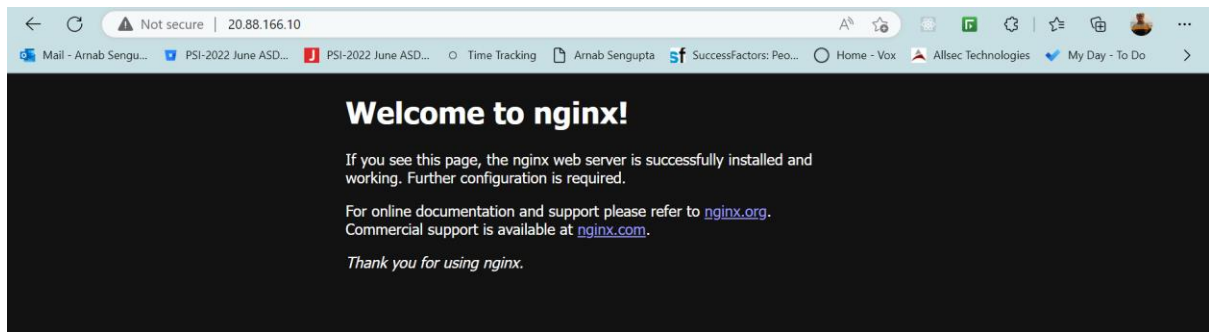 Not secure | 20.88.166.10
Mail - Arnab Sengu... PSI-2022 June ASD... PSI-2022 June ASD... Time Tracking Arnab Sengupta sf SuccessFactors: Peo... Home - Vox Allsec Technologies My Day - To Do
Welcome to nginx!
If you see this page, the nginx web server is successfully installed and
working. Further configuration is required.
For online documentation and support please refer to nginx.org.
Commercial support is available at nginx.com.
Thank you for using nginx.